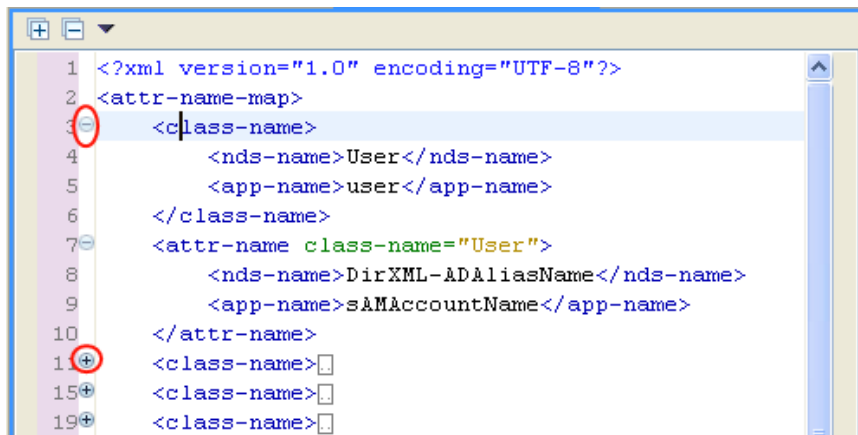 1 <?xml version="1.0" encoding="UTF-8"?>
2 <attr-name-map>
3 <class-name>
4 <nds-name>User</nds-name>
5 <app-name>user</app-name>
6 </class-name>
7 <attr-name class-name="User">
8 <nds-name>DirXML-ADAliasName</nds-name>
9 <app-name>sAMAccountName</app-name>
10 </attr-name>
11 <class-name>..
15 <class-name>..
19 <class-name>..